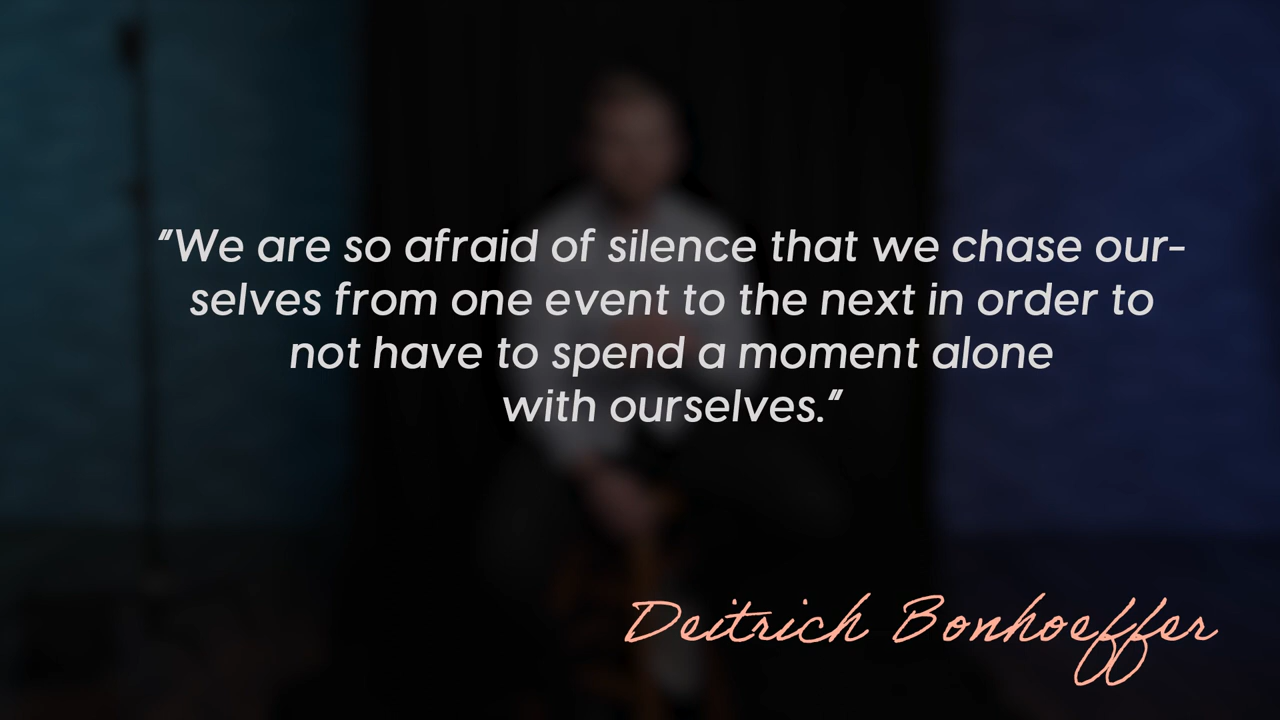 “We are so afraid of silence that we chase our-
selves from one event to the next in order to
not have to spend a moment alone
with ourselves.”
Deitrich Bonhoeffer